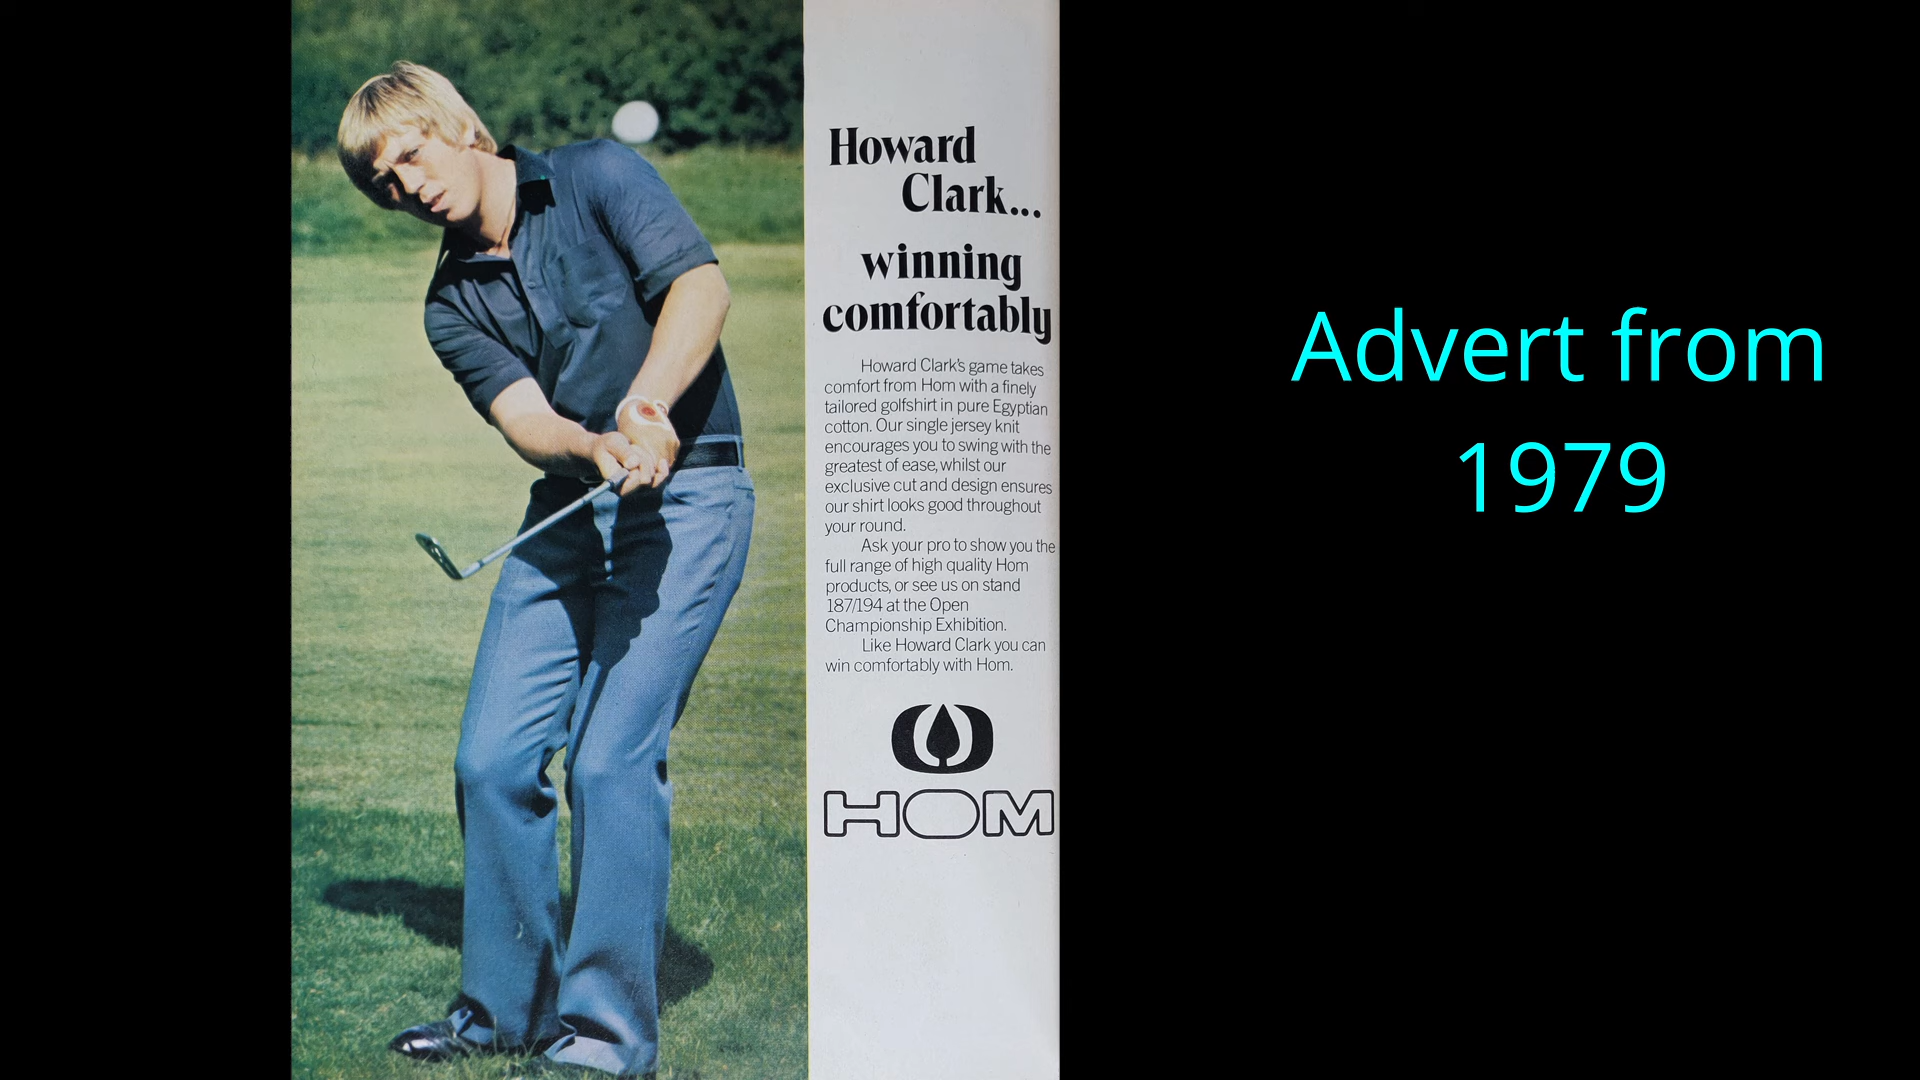 Howard
Clark...
winning
comfortably
Howard Clark's game takes
comfort from Hom with a finely
tailored golfshirt in pure Egyptian
cotton. Our single jersey knit
encourages you to swing with the
greatest of ease, whilst our
exclusive cut and design ensures
our shirt looks good throughout
your round.
Ask your pro to show you the
full range of high quality Hom
products, or see us on stand
187/194 at the Open
Championship Exhibition.
Like Howard Clark you can
win comfortably with Hom.
HOM
Advert from
1979